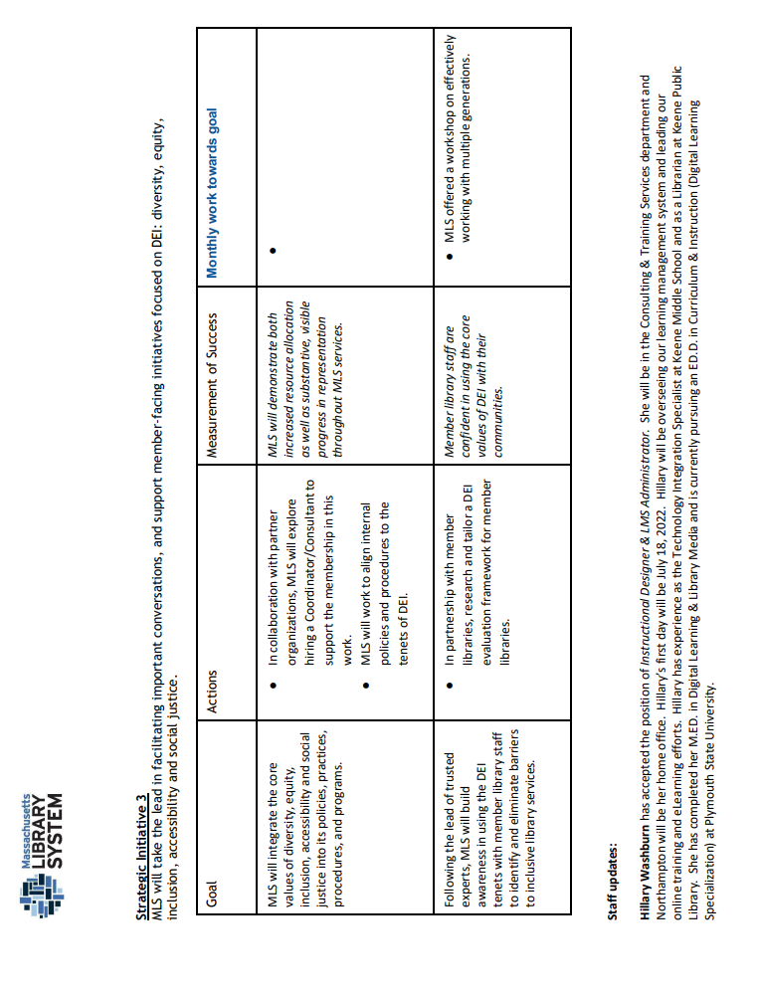 Massachusetts
LIBRARY
SYSTEM
Strategic Initiative 3
MLS will take the lead in facilitating important conversations, and support member-facing initiatives focused on DEI: diversity, equity,
inclusion, accessibility and social justice.
Goal
Actions
Measurement of Success
Monthly work towards goal
MLS will integrate the core
values of diversity, equity,
inclusion, accessibility and social
justice into its policies, practices,
procedures, and programs.
● In collaboration with partner
organizations, MLS will explore
hiring a Coordinator/Consultant to
support the membership in this
work.
● MLS will work to align internal
policies and procedures to the
tenets of DEI.
MLS will demonstrate both
increased resource allocation
as well as substantive, visible
progress in representation
throughout MLS services.
●
Following the lead of trusted
experts, MLS will build
awareness in using the DEI
tenets with member library staff
to identify and eliminate barriers
to inclusive library services.
● In partnership with member
libraries, research and tailor a DEI
evaluation framework for member
libraries.
Member library staff are
confident in using the core
values of DEI with their
communities.
● MLS offered a workshop on effectively
working with multiple generations.
Staff updates:
Hillary Washburn has accepted the position of Instructional Designer & LMS Administrator. She will be in the Consulting & Training Services department and
Northampton will be her home office. Hillary's first day will be July 18, 2022. Hillary will be overseeing our learning management system and leading our
online training and eLearning efforts. Hillary has experience as the Technology Integration Specialist at Keene Middle School and as a Librarian at Keene Public
Library. She has completed her M.ED. in Digital Learning & Library Media and is currently pursuing an ED.D. in Curriculum & Instruction (Digital Learning
Specialization) at Plymouth State University.